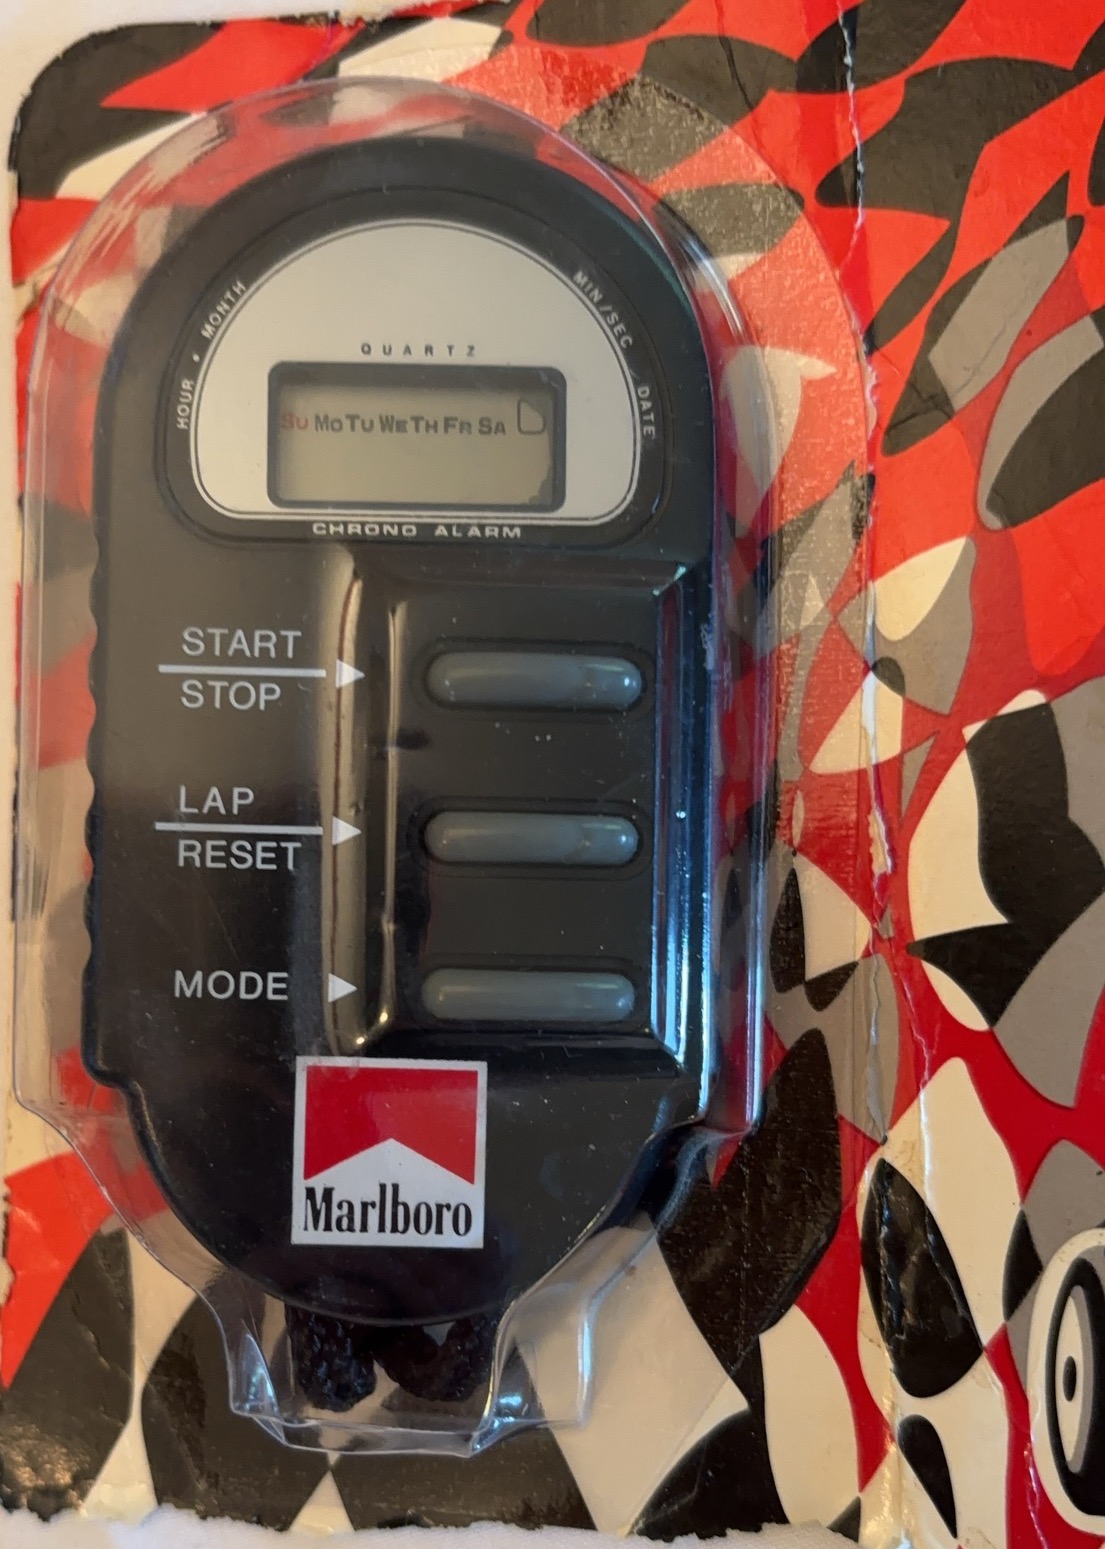 HOUR • MONTH
MIN/SEC DATE
QUARTZ
SU MO TU WE TH FR SA
CHRONO ALARM
START
STOP
LAP
RESET
MODE
Marlboro